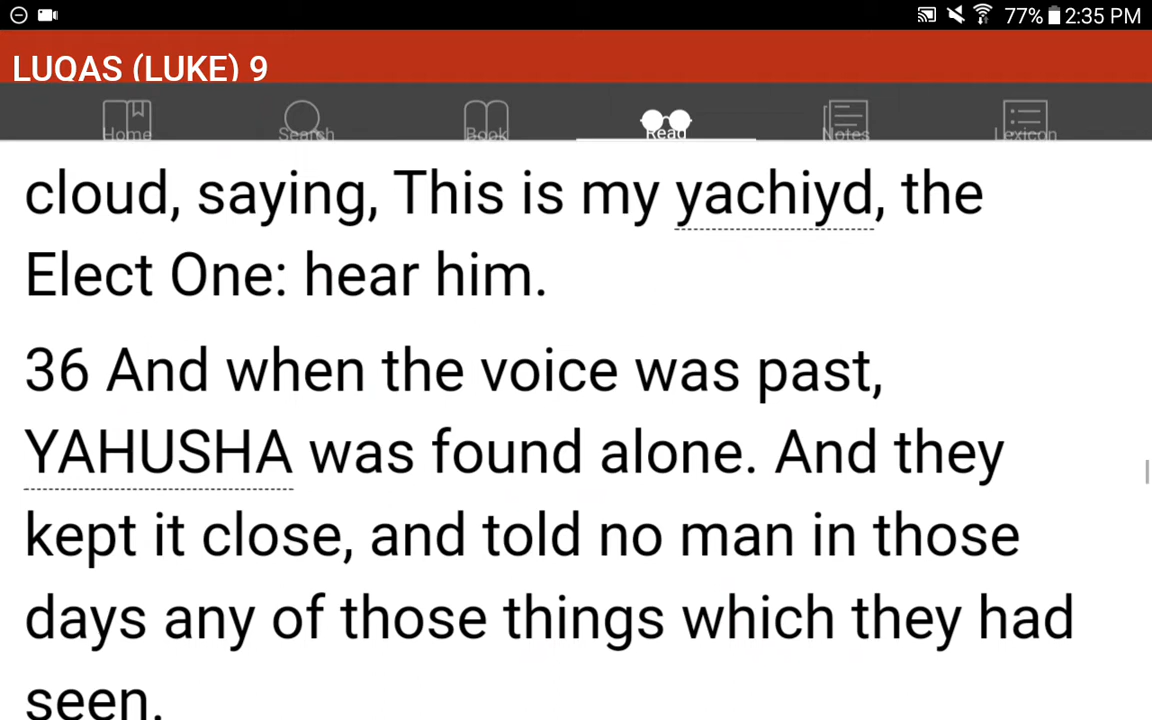 77% 2:35 PM
LUQAS (LUKE) 9
Home Search Book Read Notes Lexicon
cloud, saying, This is my yachiyd, the
Elect One: hear him.
36 And when the voice was past,
YAHUSHA was found alone. And they
kept it close, and told no man in those
days any of those things which they had
seen.